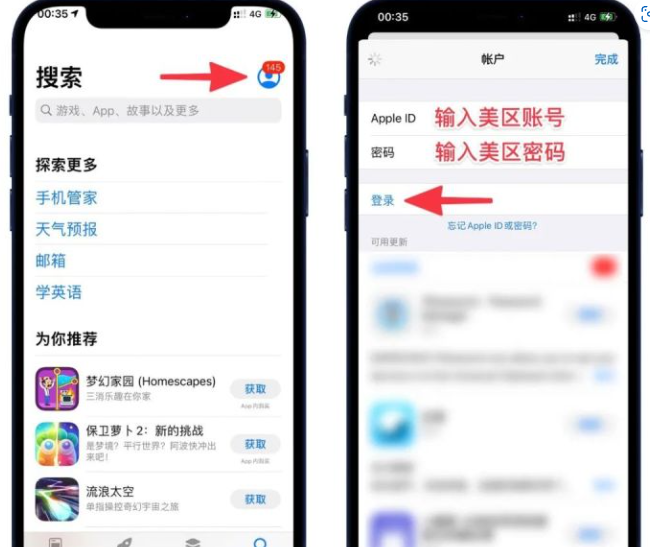 00:35
4G
搜索
145
游戏、App、故事以及更多
探索更多
手机管家
天气预报
邮箱
学英语
为你推荐
梦幻家园 (Homescapes)
三消乐趣在你家
获取
App 内购买
保卫萝卜2：新的挑战
是梦境？平行世界？阿波快冲出
来吧！
获取
App 内购买
流浪太空
单指操控奇幻宇宙之旅
获取
00:35
4G
帐户
完成
Apple ID 输入美区账号
密码 输入美区密码
登录
忘记 Apple ID 或密码？
可用更新